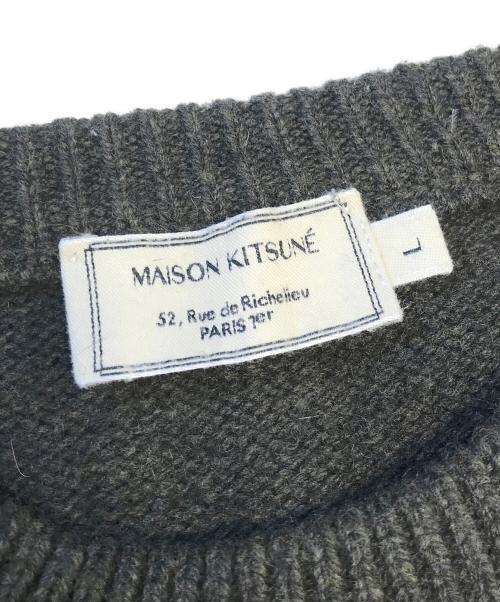 MAISON KITSUNÉ
52, Rue de Richelieu
PARIS 1er
L